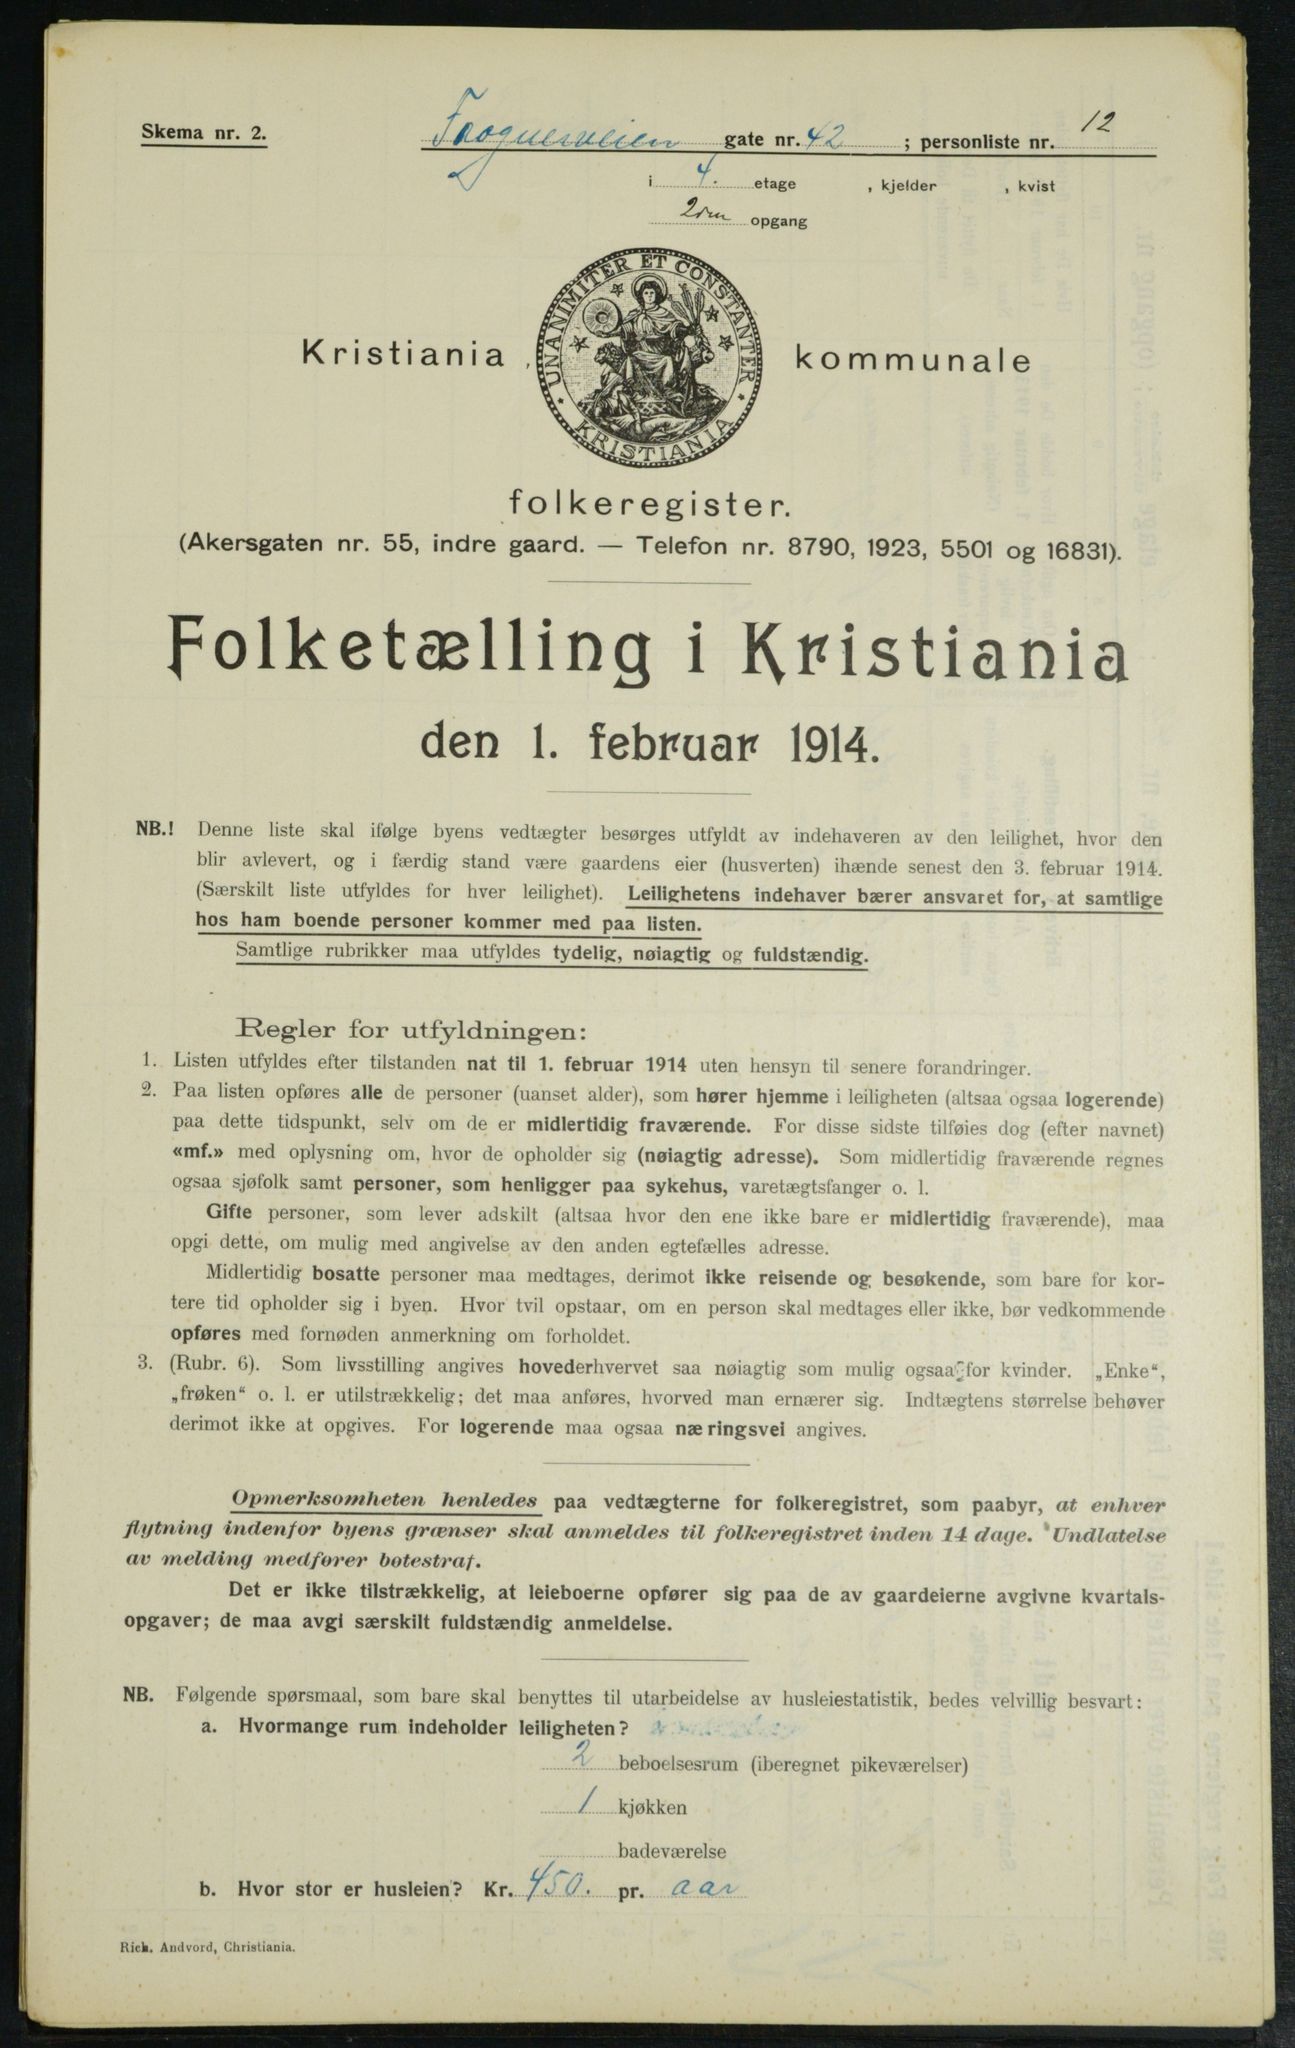 Skema nr. 2.
Frognerveien gate nr. 42 ; personliste nr. 12
i 4. etage , kjelder , kvist
2den opgang
UNANIMITER ET CONSTANTER
KRISTIANIA
Kristiania kommunale
folkeregister.
(Akersgaten nr. 55, indre gaard. — Telefon nr. 8790, 1923, 5501 og 16831).
Folketælling i Kristiania
den 1. februar 1914.
NB.! Denne liste skal ifølge byens vedtægter besørges utfyldt av indehaveren av den leilighet, hvor den
blir avlevert, og i færdig stand være gaardens eier (husverten) ihænde senest den 3. februar 1914.
(Særskilt liste utfyldes for hver leilighet). Leilighetens indehaver bærer ansvaret for, at samtlige
hos ham boende personer kommer med paa listen.
Samtlige rubrikker maa utfyldes tydelig, nøiagtig og fuldstændig.
Regler for utfyldningen:
1. Listen utfyldes efter tilstanden nat til 1. februar 1914 uten hensyn til senere forandringer.
2. Paa listen opføres alle de personer (uanset alder), som hører hjemme i leiligheten (altsaa ogsaa logerende)
paa dette tidspunkt, selv om de er midlertidig fraværende. For disse sidste tilføies dog (efter navnet)
«mf.» med oplysning om, hvor de opholder sig (nøiagtig adresse). Som midlertidig fraværende regnes
ogsaa sjøfolk samt personer, som henligger paa sykehus, varetægtsfanger o. l.
Gifte personer, som lever adskilt (altsaa hvor den ene ikke bare er midlertidig fraværende), maa
opgi dette, om mulig med angivelse av den anden egtefælles adresse.
Midlertidig bosatte personer maa medtages, derimot ikke reisende og besøkende, som bare for kor-
tere tid opholder sig i byen. Hvor tvil opstaar, om en person skal medtages eller ikke, bør vedkommende
opføres med fornøden anmerkning om forholdet.
3. (Rubr. 6). Som livsstilling angives hovederhvervet saa nøiagtig som mulig ogsaa for kvinder. „Enke“,
„frøken“ o. l. er utilstrækkelig; det maa anføres, hvorved man ernærer sig. Indtægtens størrelse behøver
derimot ikke at opgives. For logerende maa ogsaa næringsvei angives.
Opmerksomheten henledes paa vedtægterne for folkeregistret, som paabyr, at enhver
flytning indenfor byens grænser skal anmeldes til folkeregistret inden 14 dage. Undlatelse
av melding medfører bøtestraf.
Det er ikke tilstrækkelig, at leieboerne opfører sig paa de av gaardeierne avgivne kvartals-
opgaver; de maa avgi særskilt fuldstændig anmeldelse.
NB. Følgende spørsmaal, som bare skal benyttes til utarbeidelse av husleiestatistik, bedes velvillig besvart:
a. Hvormange rum indeholder leiligheten?
2 beboelsesrum (iberegnet pikeværelser)
1 kjøkken
badeværelse
b. Hvor stor er husleien? Kr. 450. pr. aar
Rich. Andvord, Christiania.